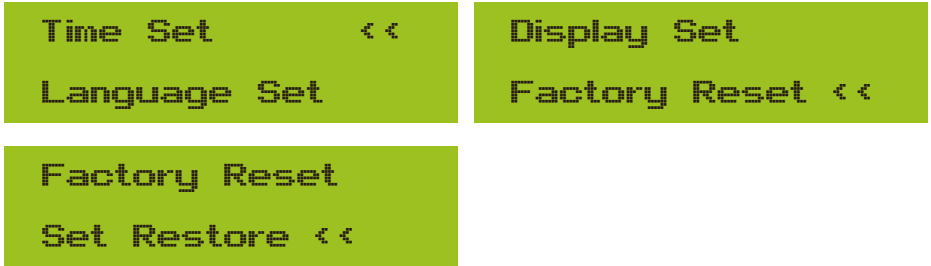 Time Set <<
Language Set
Display Set
Factory Reset <<
Factory Reset
Set Restore <<